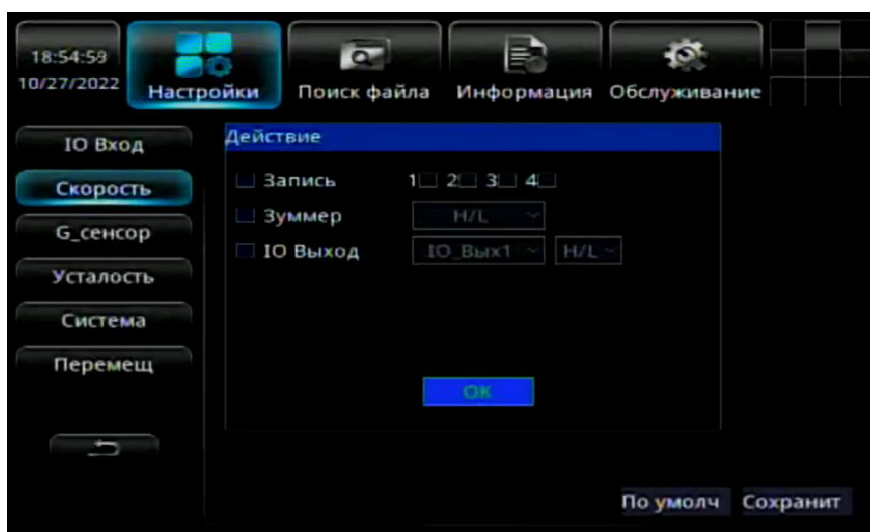 18:54:59
10/27/2022
Настройки
Поиск файла
Информация
Обслуживание
IO Вход
Скорость
G_сенсор
Усталость
Система
Перемещ
Действие
Запись 1 2 3 4
Зуммер H/L
IO Выход IO_Вых1 H/L
OK
По умолч Сохранит